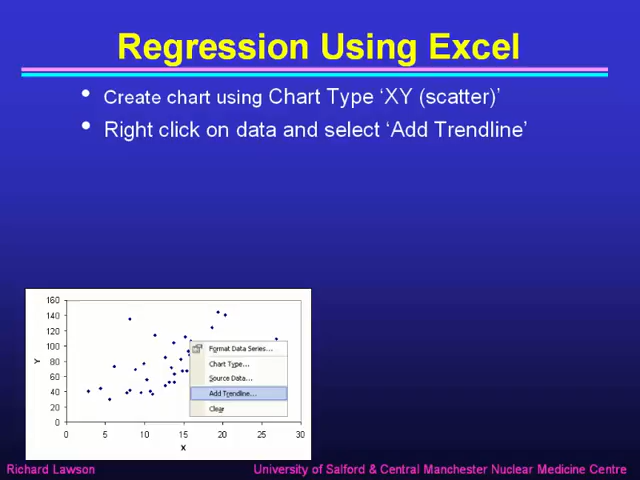 Regression Using Excel
• Create chart using Chart Type ‘XY (scatter)’
• Right click on data and select ‘Add Trendline’
160
140
120
100
80
60
40
20
0
Y
Format Data Series...
Chart Type...
Source Data...
Add Trendline...
Clear
0 5 10 15 20 25 30
X
Richard Lawson
University of Salford & Central Manchester Nuclear Medicine Centre